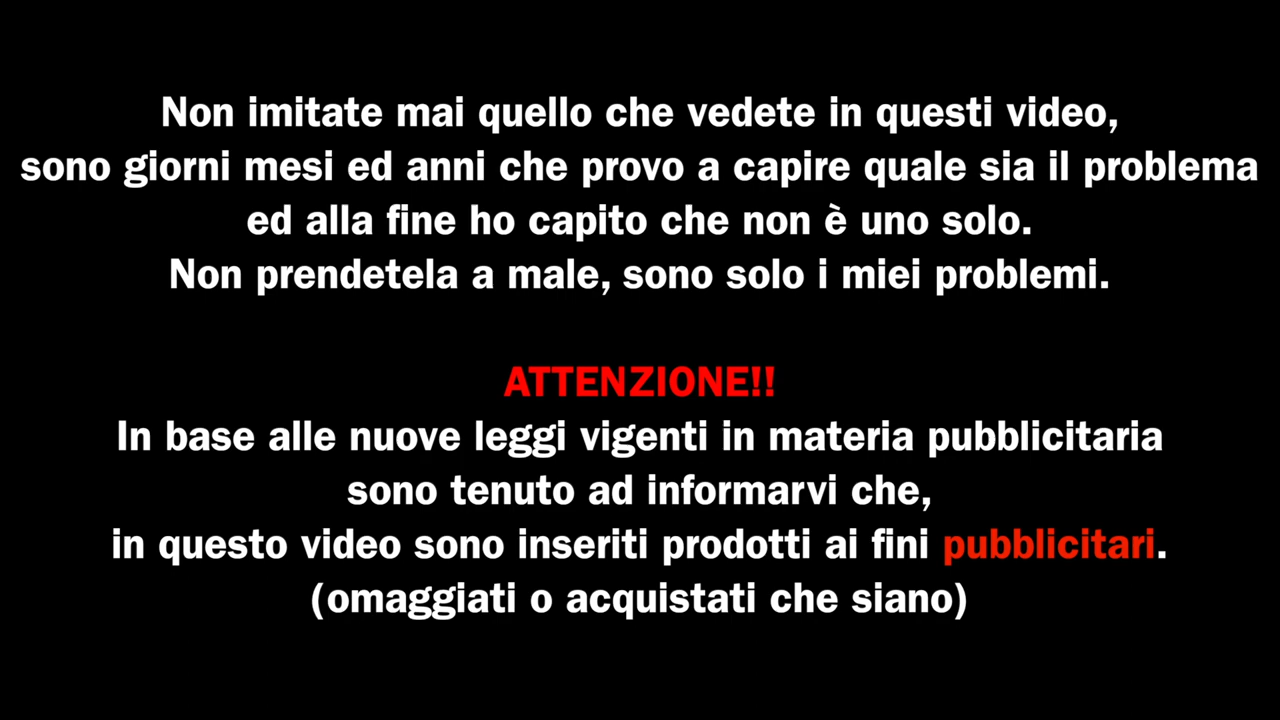 Non imitate mai quello che vedete in questi video,
sono giorni mesi ed anni che provo a capire quale sia il problema
ed alla fine ho capito che non è uno solo.
Non prendetela a male, sono solo i miei problemi.
ATTENZIONE!!
In base alle nuove leggi vigenti in materia pubblicitaria
sono tenuto ad informarvi che,
in questo video sono inseriti prodotti ai fini pubblicitari.
(omaggiati o acquistati che siano)